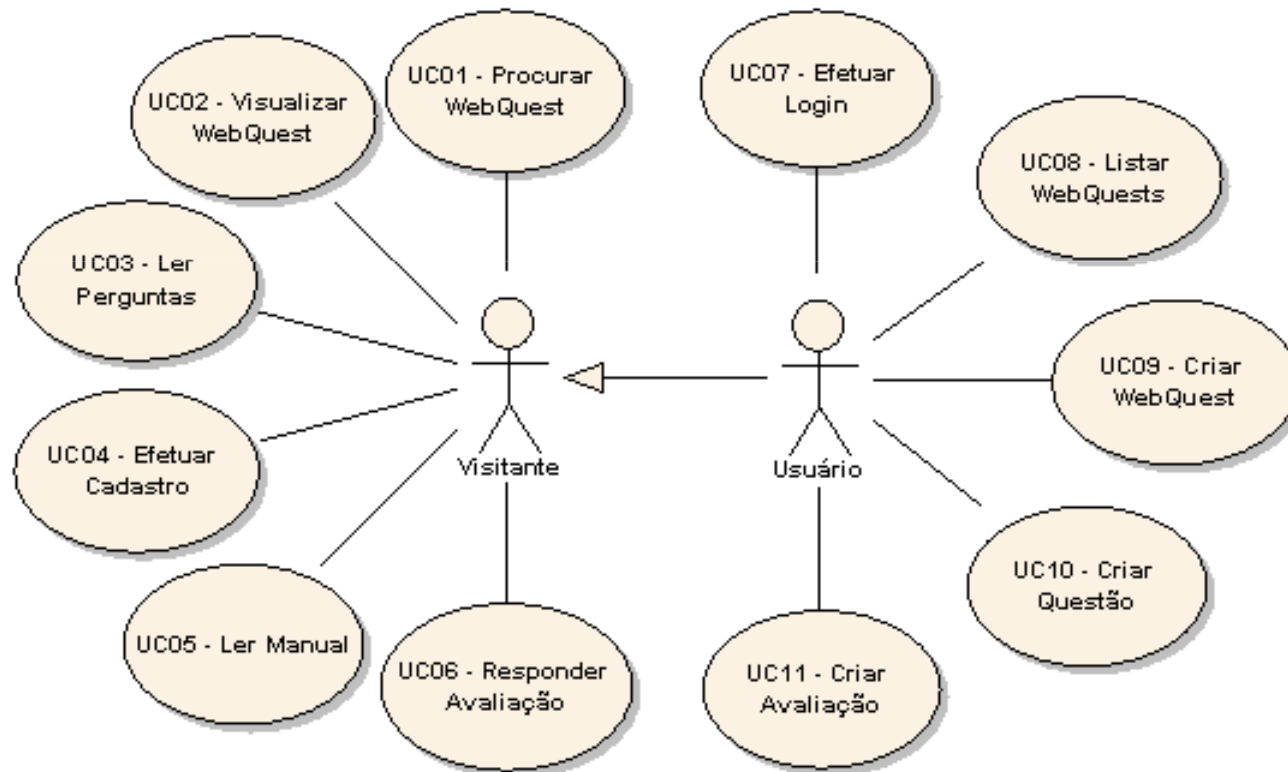 UC01 - Procurar
WebQuest
UC02 - Visualizar
WebQuest
UC03 - Ler
Perguntas
UC04 - Efetuar
Cadastro
UC05 - Ler Manual
UC06 - Responder
Avaliação
Visitante
UC07 - Efetuar
Login
UC08 - Listar
WebQuests
UC09 - Criar
WebQuest
UC10 - Criar
Questão
UC11 - Criar
Avaliação
Usuário